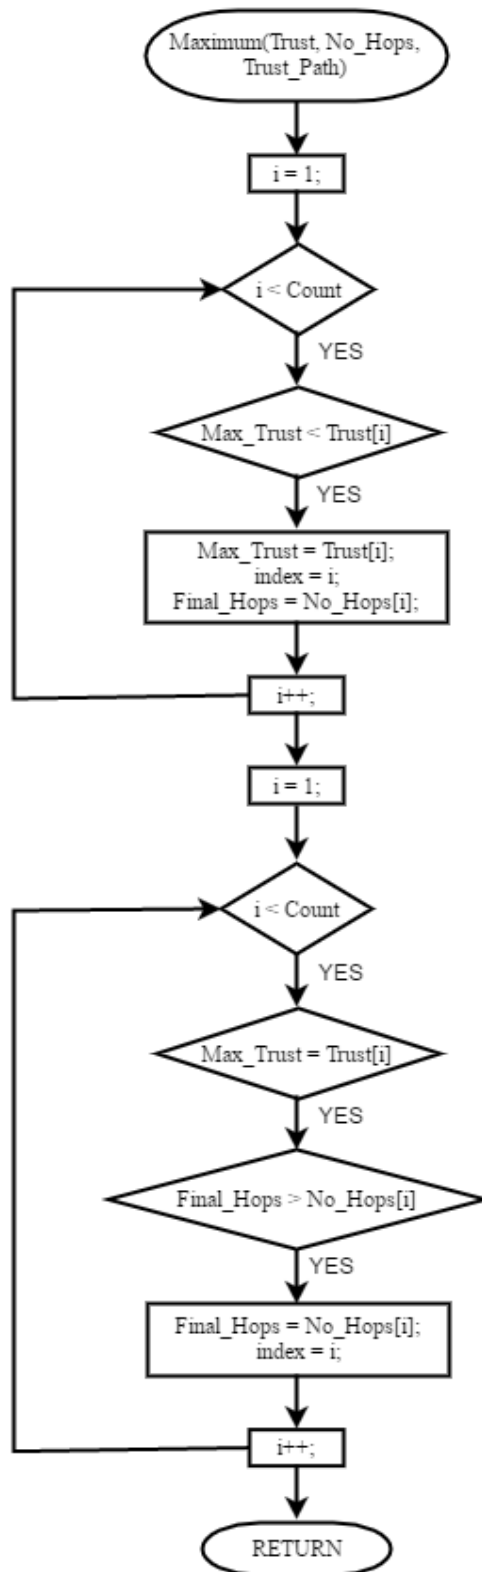 Maximum(Trust, No_Hops,
Trust_Path)
i = 1;
i < Count
YES
Max_Trust < Trust[i]
YES
Max_Trust = Trust[i];
index = i;
Final_Hops = No_Hops[i];
i++;
i = 1;
i < Count
YES
Max_Trust = Trust[i]
YES
Final_Hops > No_Hops[i]
YES
Final_Hops = No_Hops[i];
index = i;
i++;
RETURN